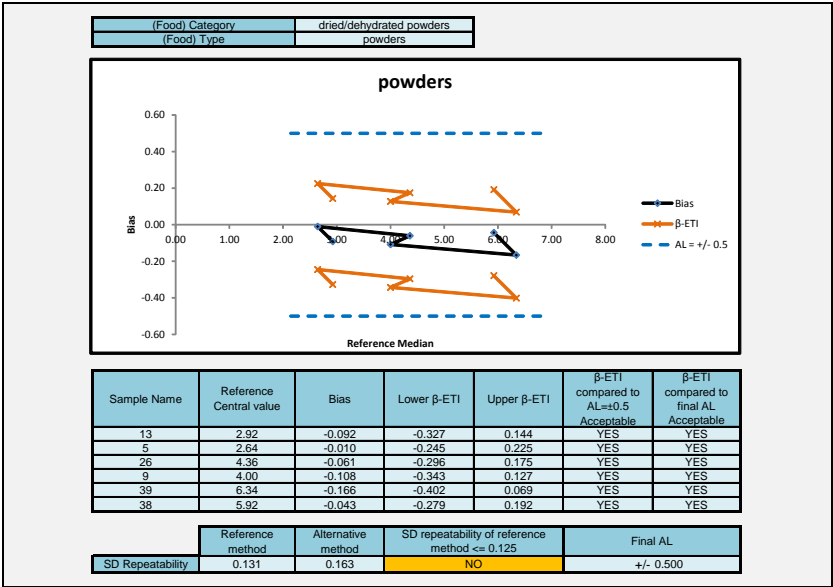 (Food) Category dried/dehydrated powders
(Food) Type powders
powders
0.60
0.40
0.20
0.00
-0.20
-0.40
-0.60
0.00 1.00 2.00 3.00 4.00 5.00 6.00 7.00 8.00
Bias
Reference Median
Bias
β-ETI
AL = +/- 0.5
Sample Name Reference Central value Bias Lower β-ETI Upper β-ETI β-ETI compared to AL=±0.5 Acceptable β-ETI compared to final AL Acceptable
13 2.92 -0.092 -0.327 0.144 YES YES
5 2.64 -0.010 -0.245 0.225 YES YES
26 4.36 -0.061 -0.296 0.175 YES YES
9 4.00 -0.108 -0.343 0.127 YES YES
39 6.34 -0.166 -0.402 0.069 YES YES
38 5.92 -0.043 -0.279 0.192 YES YES
Reference method Alternative method SD repeatability of reference method <= 0.125 Final AL
SD Repeatability 0.131 0.163 NO +/- 0.500